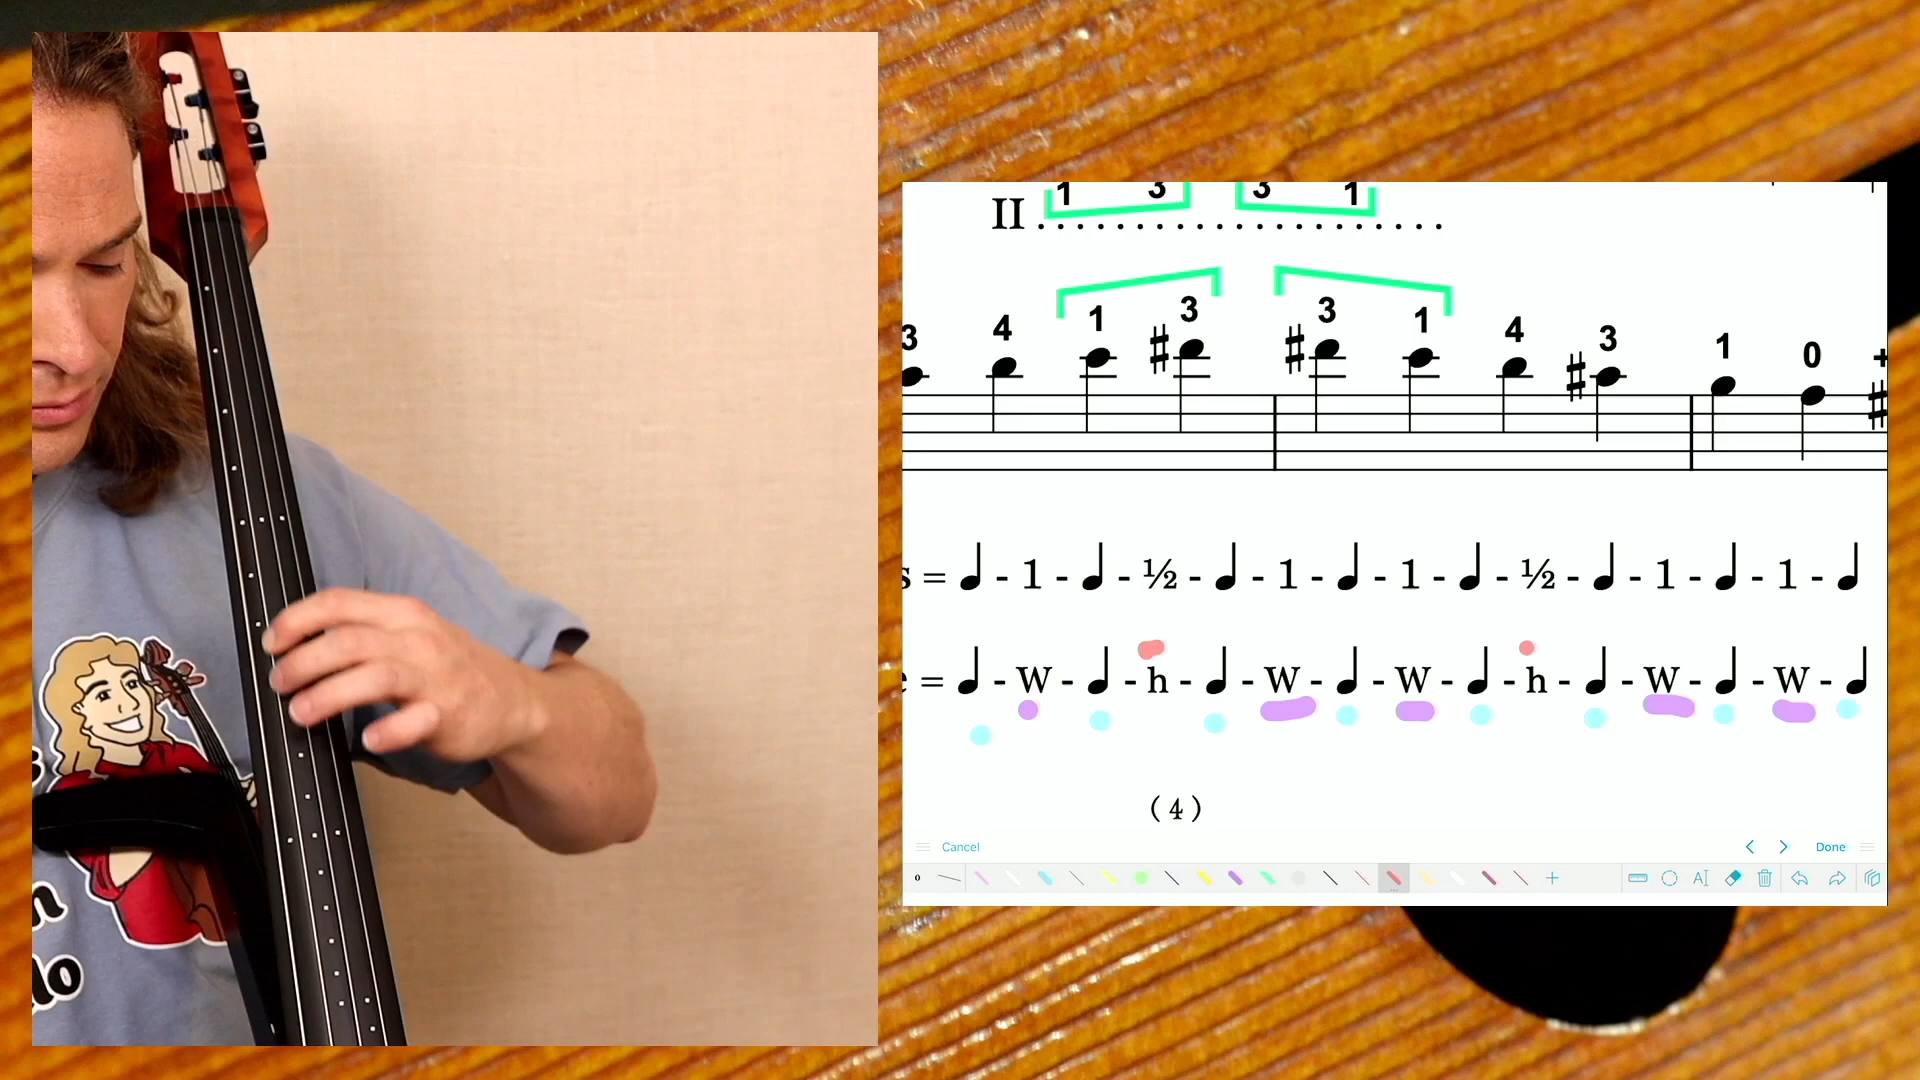 1 3 3 1
II
3 4 1 3 3 1 4 3 1 0 +
= - 1 - - ½ - - 1 - - 1 - - ½ - - 1 - - 1 -
= - W - - h - - W - - W - - h - - W - - W -
(4)
Cancel Done
0 A